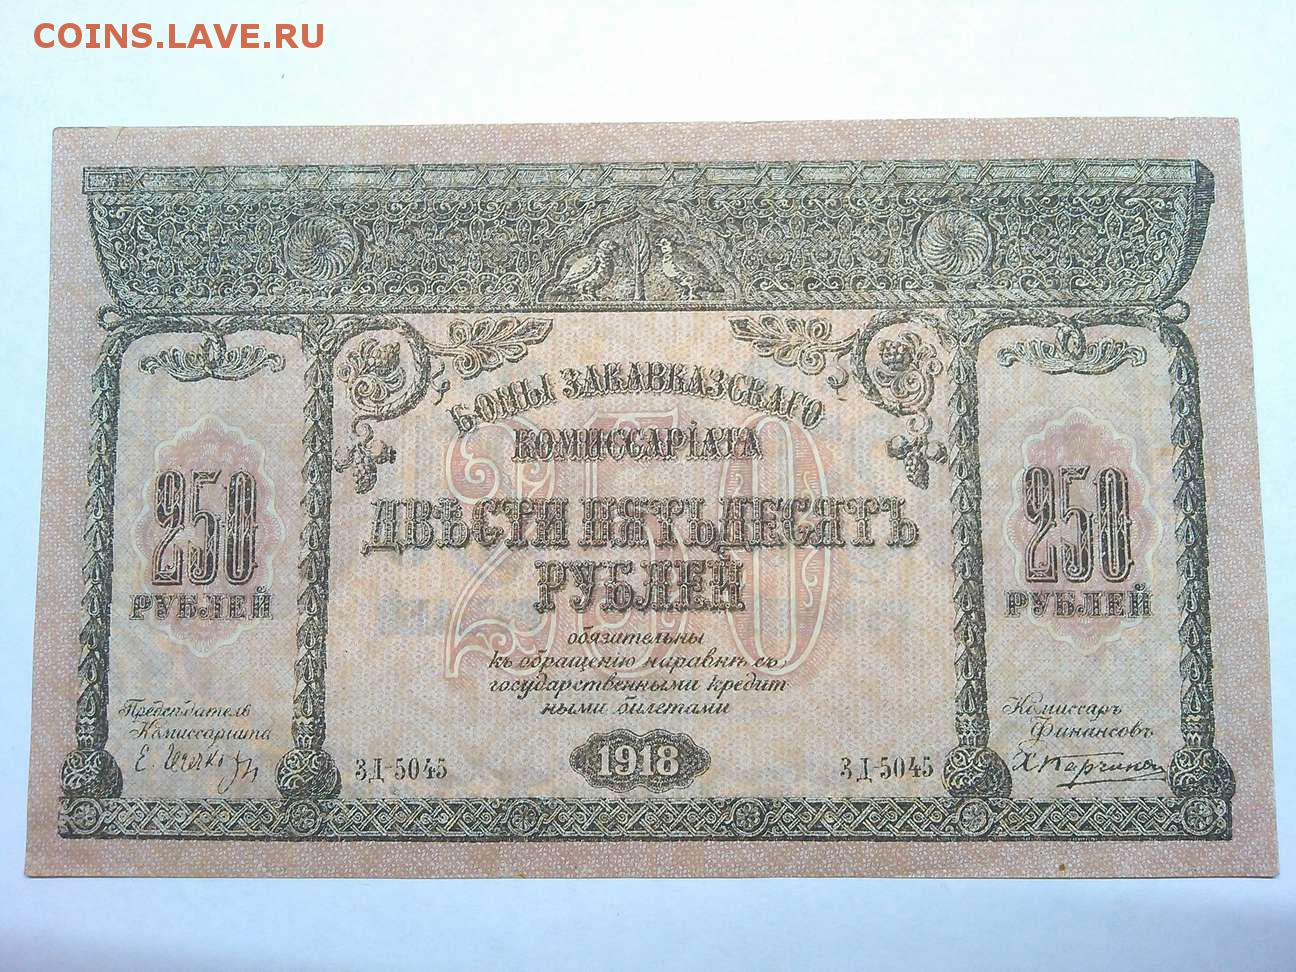 COINS.LAVE.RU
Боны Закавказскаго
Комиссаріата
ДВѢСТИ ПЯТЬДЕСЯТЪ
РУБЛЕЙ
обязательны
къ обращенію наравнѣ съ
государственными кредит
ными билетами
250
РУБЛЕЙ
250
РУБЛЕЙ
250
Предсѣдатель
Комиссаріата
Комиссаръ
Финансовъ
ЗД-5045
1918
ЗД-5045